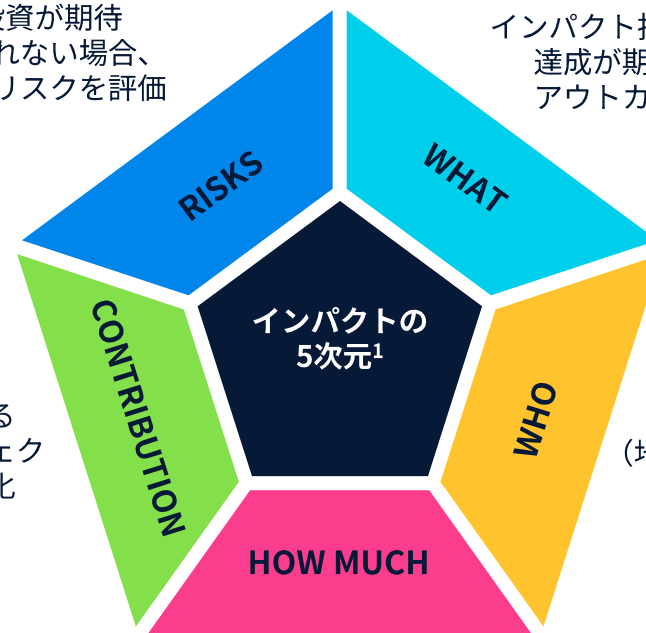 投資が期待
れない場合、
リスクを評価
インパクト
達成が期
アウトカ
RISKS
WHAT
インパクトの
5次元¹
CONTRIBUTION
WHO
る
ェク
化
(
HOW MUCH